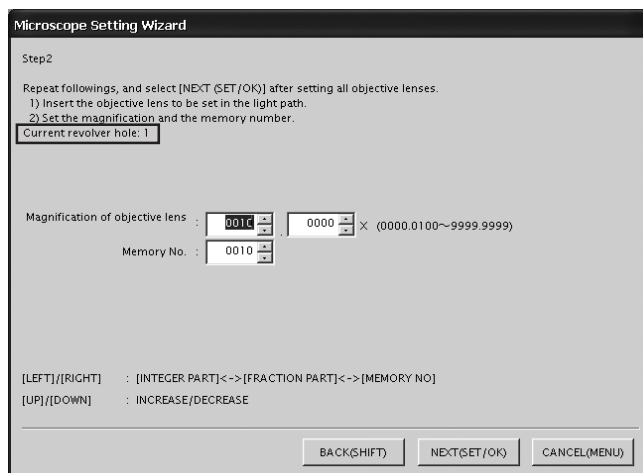 Microscope Setting Wizard
Step2
Repeat followings, and select [NEXT (SET/OK)] after setting all objective lenses.
1) Insert the objective lens to be set in the light path.
2) Set the magnification and the memory number.
Current revolver hole: 1
Magnification of objective lens : 0010 . 0000 X (0000.0100~9999.9999)
Memory No. : 0010
[LEFT]/[RIGHT] : [INTEGER PART]<->[FRACTION PART]<->[MEMORY NO]
[UP]/[DOWN] : INCREASE/DECREASE
BACK(SHIFT) NEXT(SET/OK) CANCEL(MENU)